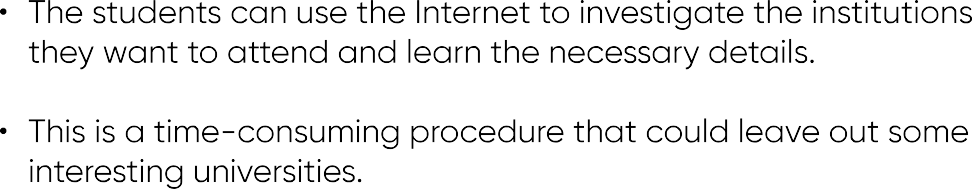 • The students can use the Internet to investigate the institutions
they want to attend and learn the necessary details.
• This is a time-consuming procedure that could leave out some
interesting universities.